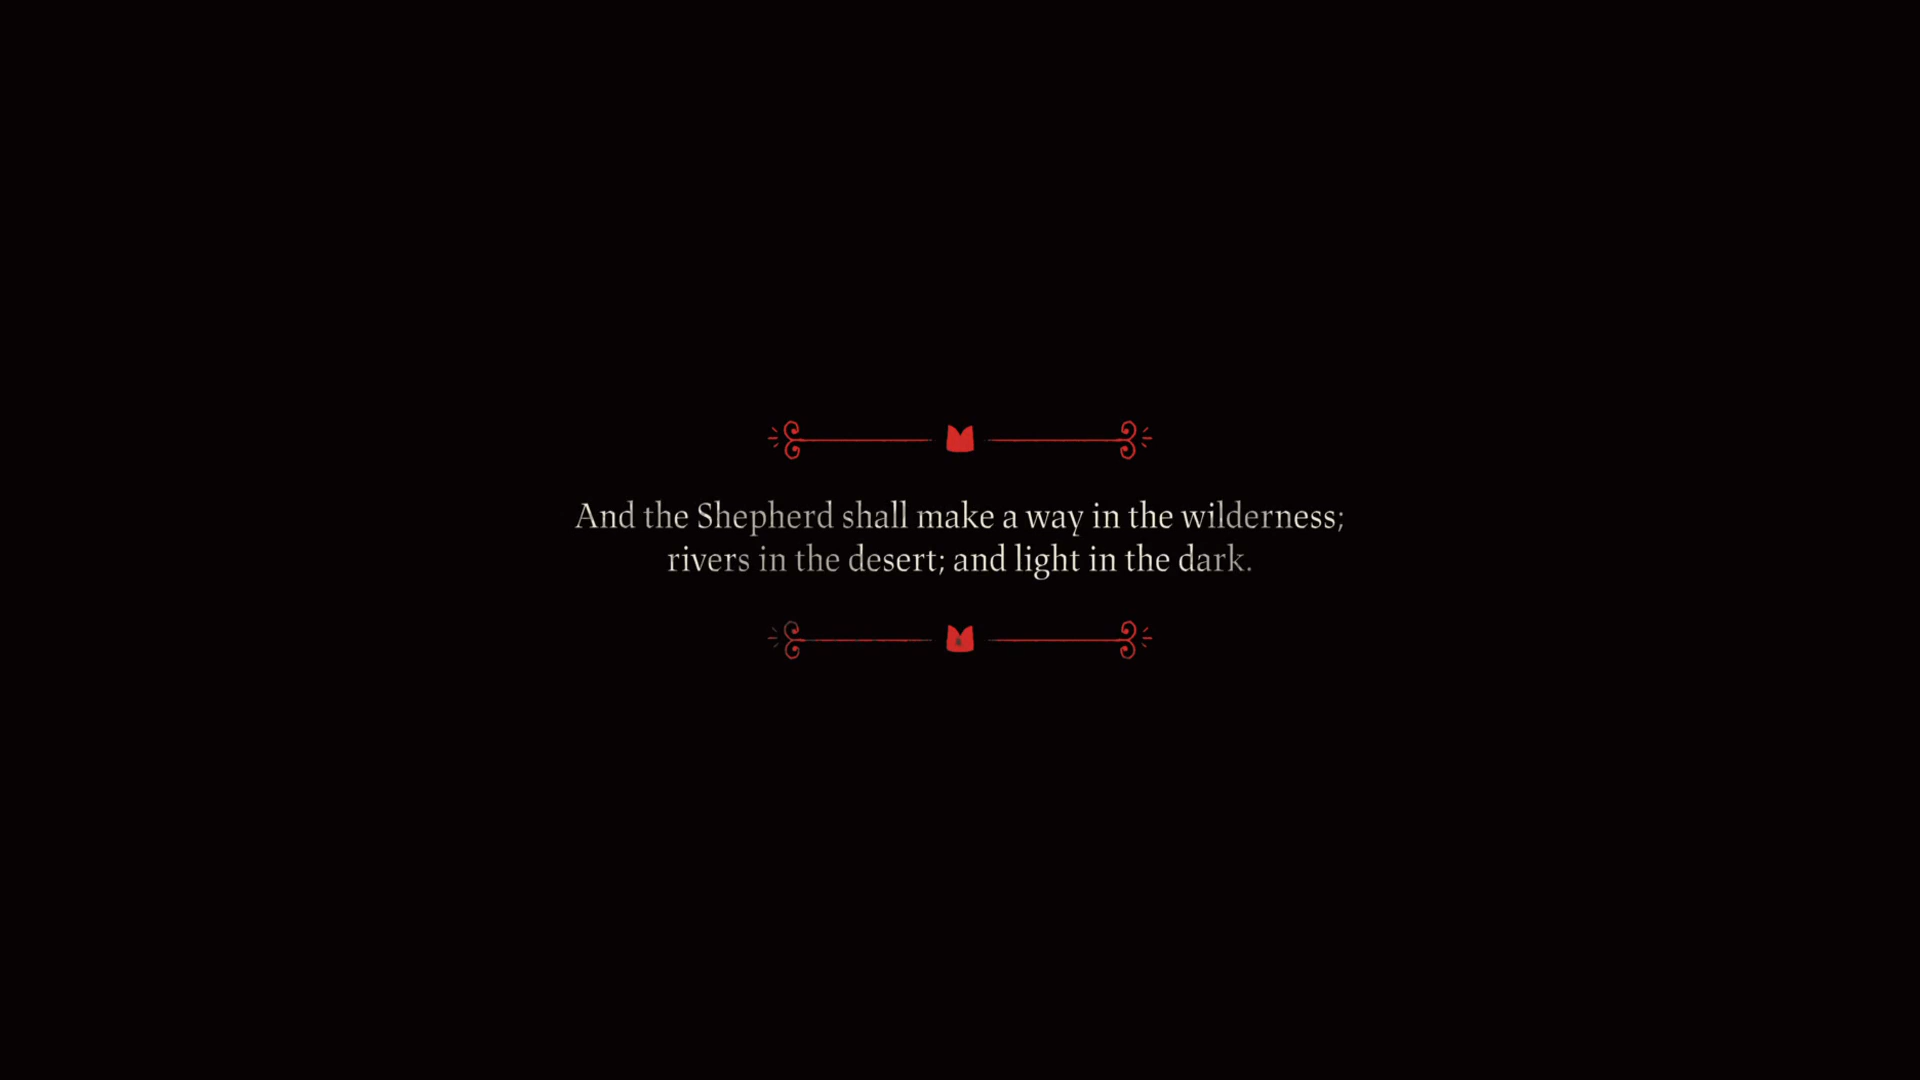 And the Shepherd shall make a way in the wilderness;
rivers in the desert; and light in the dark.